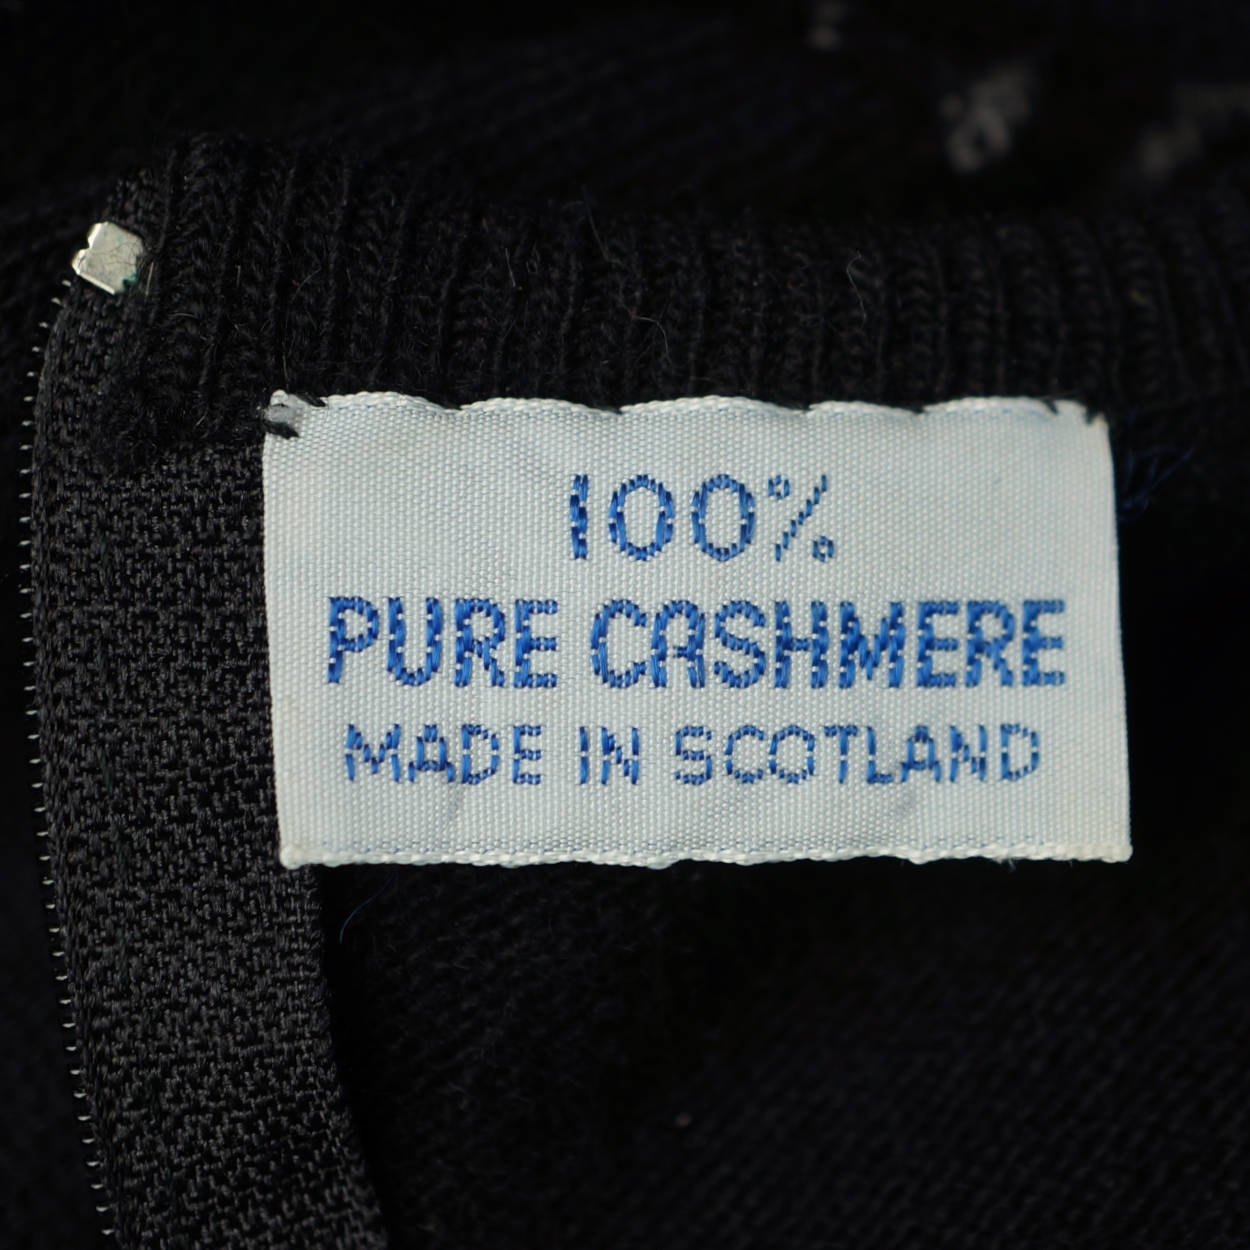 100%
PURE CASHMERE
MADE IN SCOTLAND